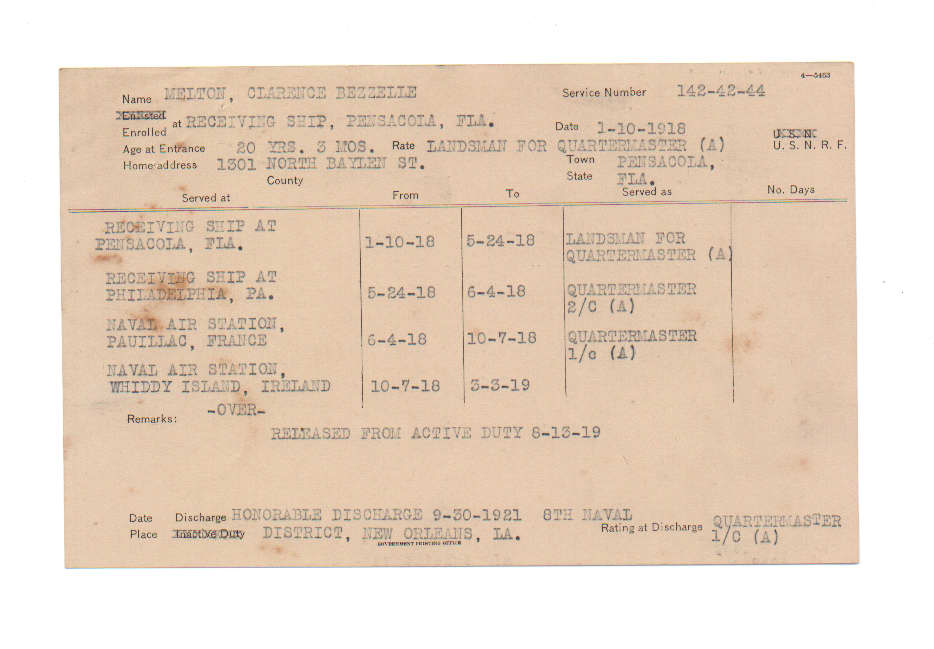 4—5453
Name MELTON, CLARENCE BEZZELLE Service Number 142-42-44
Enlisted
Enrolled at RECEIVING SHIP, PENSACOLA, FLA. Date 1-10-1918 U. S. N.
Age at Entrance 20 YRS. 3 MOS. Rate LANDSMAN FOR QUARTERMASTER (A) U. S. N. R. F.
Home address 1301 NORTH BAYLEN ST. Town PENSACOLA,
County State FLA.
Served at From To Served as No. Days
RECEIVING SHIP AT
PENSACOLA, FLA. 1-10-18 5-24-18 LANDSMAN FOR
QUARTERMASTER (A)
RECEIVING SHIP AT
PHILADELPHIA, PA. 5-24-18 6-4-18 QUARTERMASTER
2/C (A)
NAVAL AIR STATION,
PAUILLAC, FRANCE 6-4-18 10-7-18 QUARTERMASTER
1/c (A)
NAVAL AIR STATION,
WHIDDY ISLAND, IRELAND 10-7-18 3-3-19
-OVER-
Remarks:
RELEASED FROM ACTIVE DUTY 8-13-19
Date Discharge HONORABLE DISCHARGE 9-30-1921 8TH NAVAL Rating at Discharge QUARTERMASTER
Place Inactive Duty DISTRICT, NEW ORLEANS, LA. 1/C (A)
GOVERNMENT PRINTING OFFICE